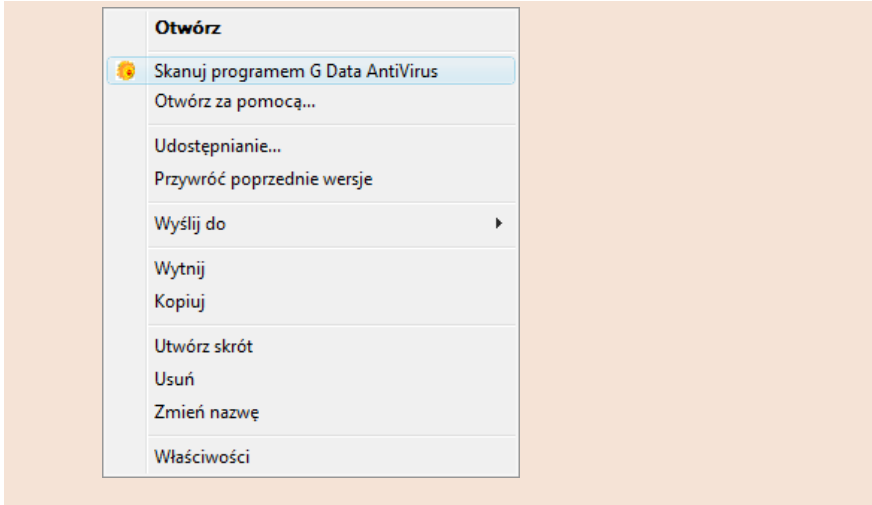 Otwórz
Skanuj programem G Data AntiVirus
Otwórz za pomocą...
Udostępnianie...
Przywróć poprzednie wersje
Wyślij do
Wytnij
Kopiuj
Utwórz skrót
Usuń
Zmień nazwę
Właściwości